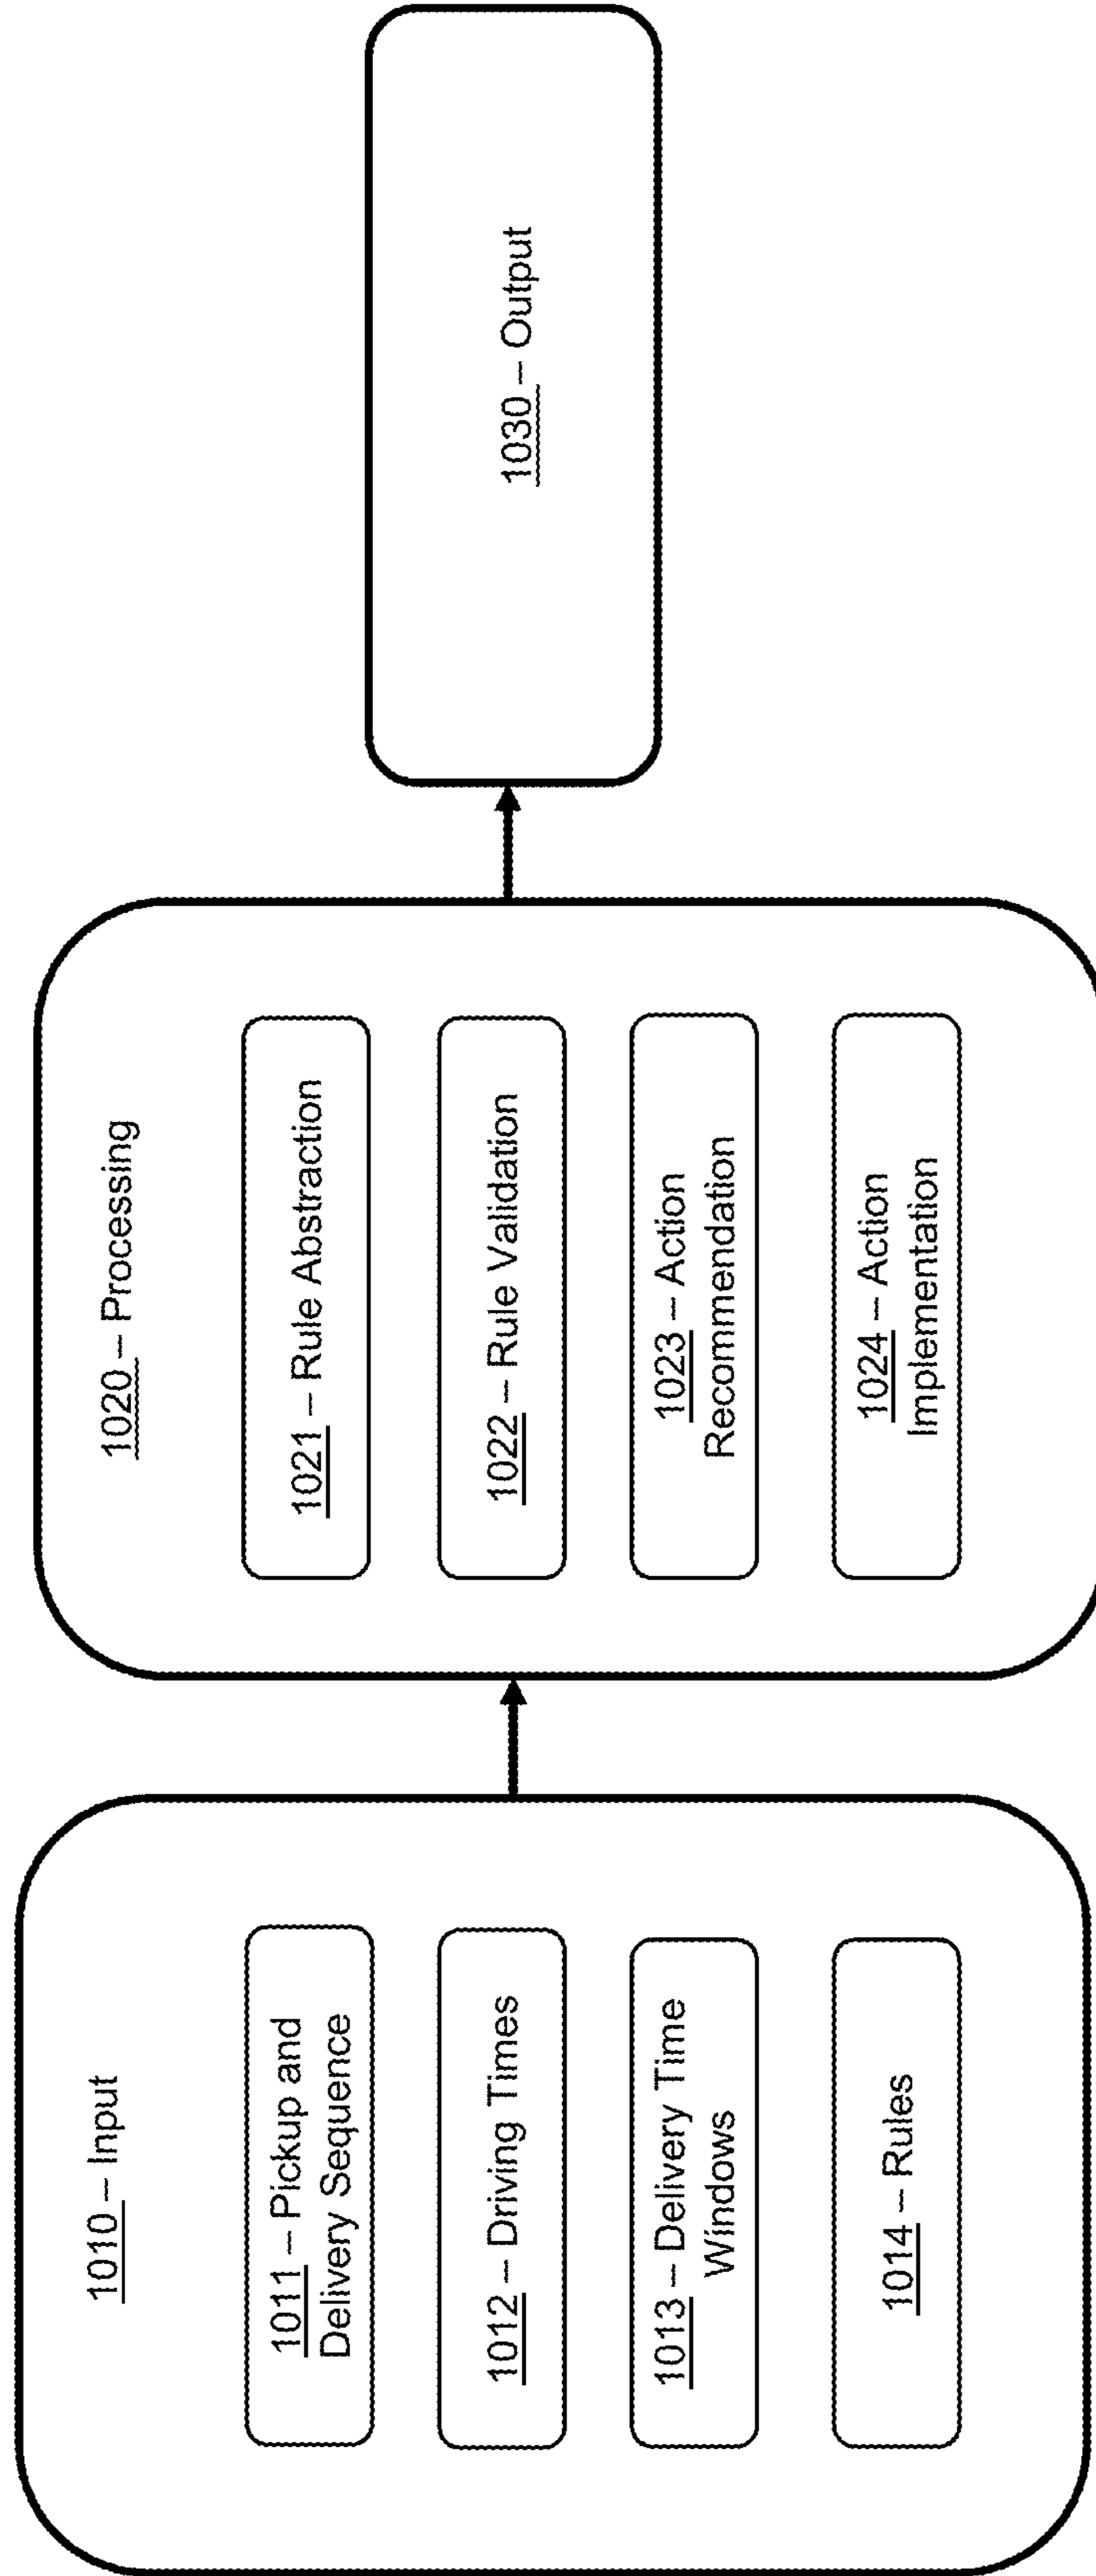 1010 – Input
1011 – Pickup and
Delivery Sequence
1012 – Driving Times
1013 – Delivery Time
Windows
1014 – Rules
1020 – Processing
1021 – Rule Abstraction
1022 – Rule Validation
1023 – Action
Recommendation
1024 – Action
Implementation
1030 – Output